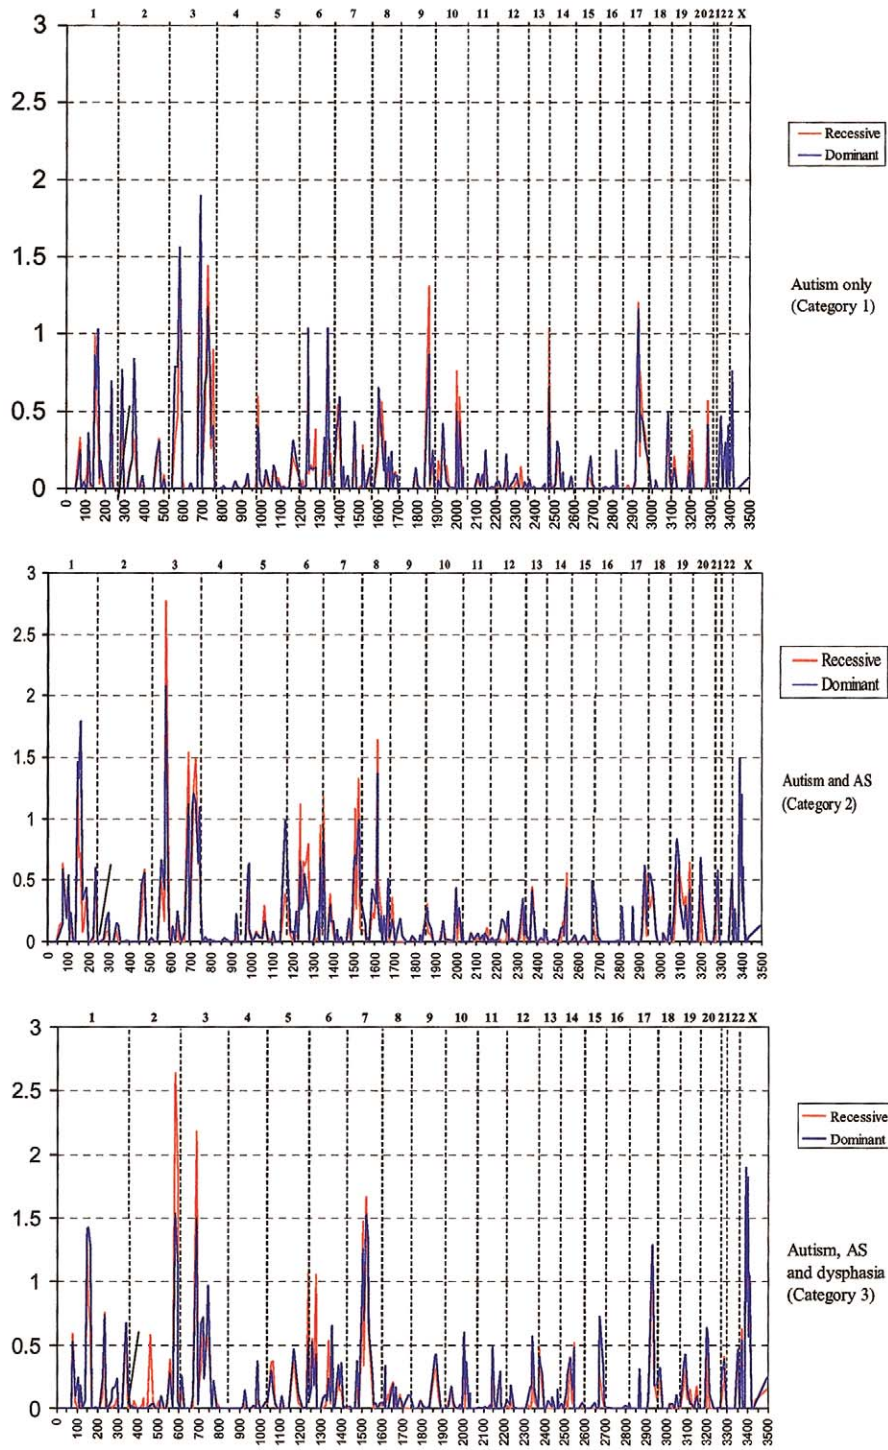 1 2 3 4 5 6 7 8 9 10 11 12 13 14 15 16 17 18 19 20 21 22 X
3
2.5
2
1.5
1
0.5
0
0 100 200 300 400 500 600 700 800 900 1000 1100 1200 1300 1400 1500 1600 1700 1800 1900 2000 2100 2200 2300 2400 2500 2600 2700 2800 2900 3000 3100 3200 3300 3400 3500
Recessive
Dominant
Autism only
(Category 1)
1 2 3 4 5 6 7 8 9 10 11 12 13 14 15 16 17 18 19 20 21 22 X
3
2.5
2
1.5
1
0.5
0
0 100 200 300 400 500 600 700 800 900 1000 1100 1200 1300 1400 1500 1600 1700 1800 1900 2000 2100 2200 2300 2400 2500 2600 2700 2800 2900 3000 3100 3200 3300 3400 3500
Recessive
Dominant
Autism and AS
(Category 2)
1 2 3 4 5 6 7 8 9 10 11 12 13 14 15 16 17 18 19 20 21 22 X
3
2.5
2
1.5
1
0.5
0
0 100 200 300 400 500 600 700 800 900 1000 1100 1200 1300 1400 1500 1600 1700 1800 1900 2000 2100 2200 2300 2400 2500 2600 2700 2800 2900 3000 3100 3200 3300 3400 3500
Recessive
Dominant
Autism, AS
and dysphasia
(Category 3)